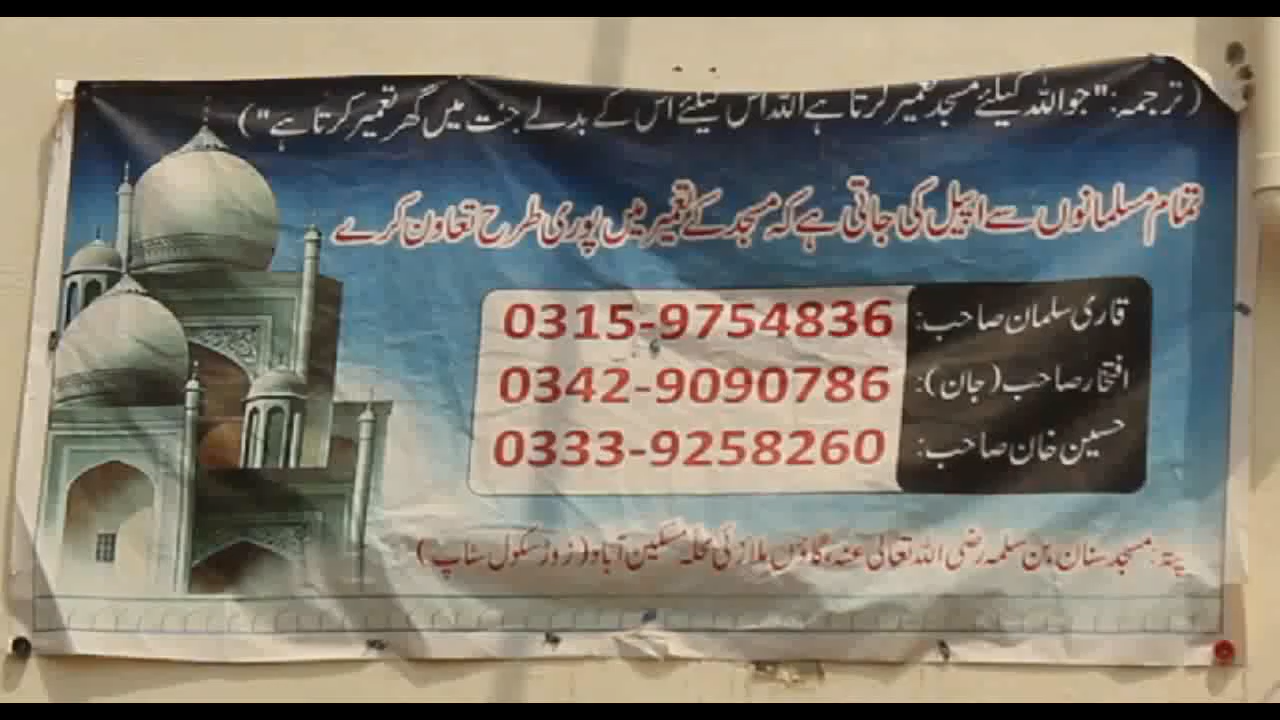 (ترجمہ: "جو اللہ کیلئے مسجد تعمیر کرتا ہے اللہ اس کیلئے اس کے بدلے جنت میں گھر تعمیر کرتا ہے")
تمام مسلمانوں سے اپیل کی جاتی ہے کہ مسجد کے تعمیر میں پوری طرح تعاون کرے
قاری سلمان صاحب: 0315-9754836
افتخار صاحب (جان): 0342-9090786
حسین خان صاحب: 0333-9258260
پتہ: مسجد سنان بن سلمہ رضی اللہ تعالی عنہ، گاؤں ملازئی محلہ مسکین آباد (زوڑ سکول سٹاپ)